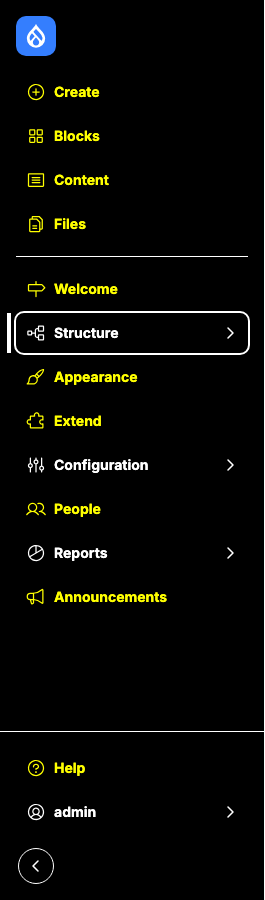 Create
Blocks
Content
Files
Welcome
Structure
Appearance
Extend
Configuration
People
Reports
Announcements
Help
admin